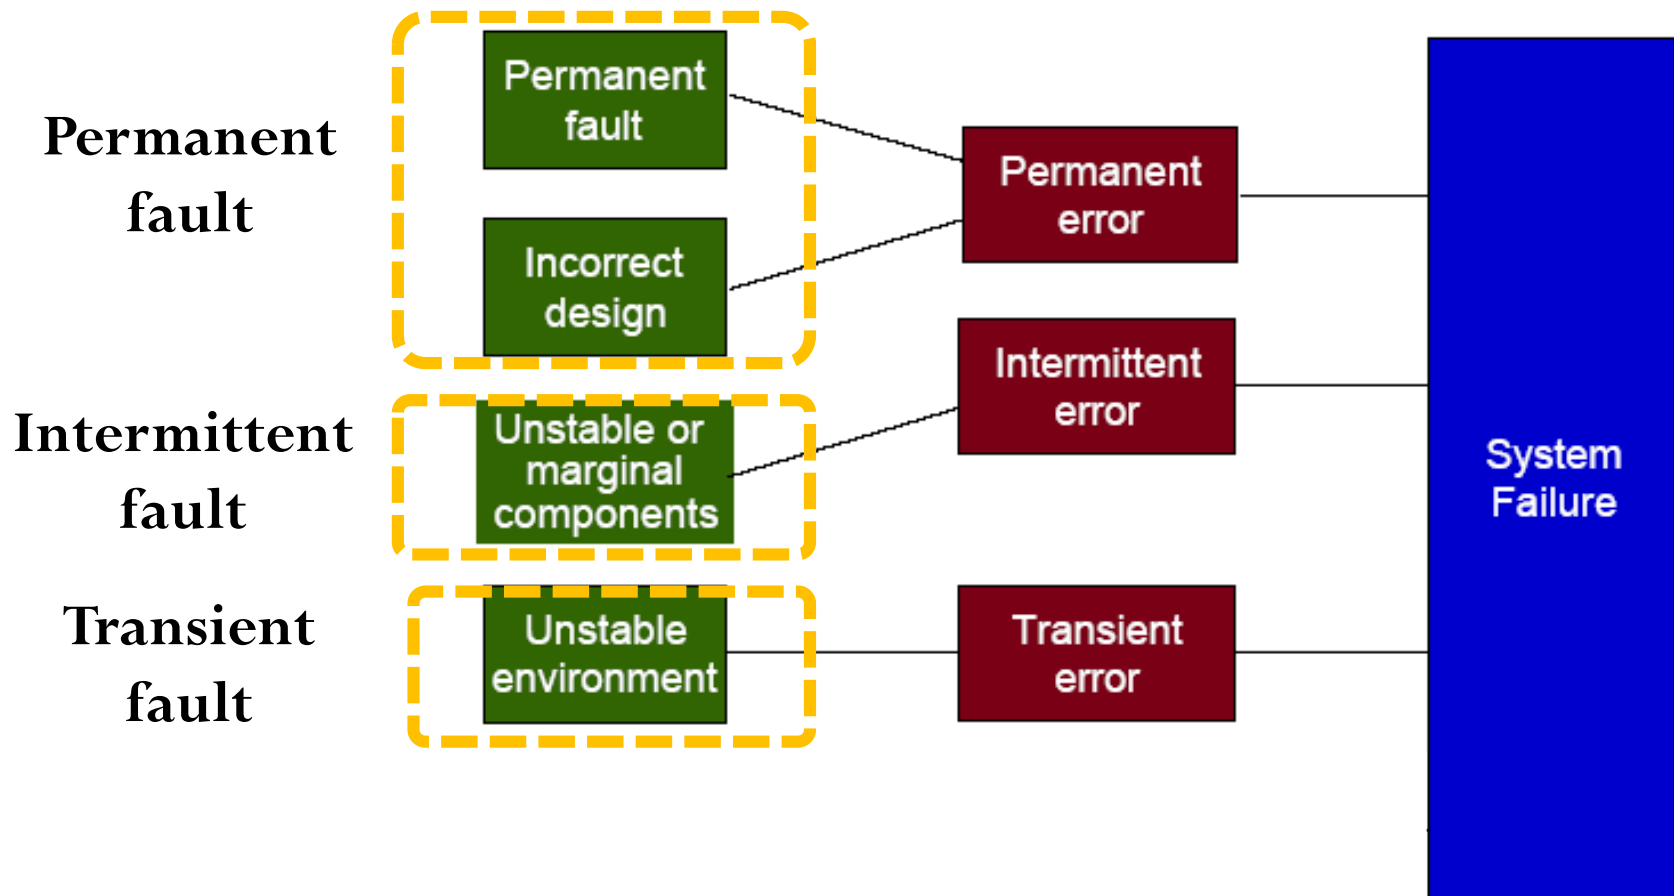 Permanent
fault
Permanent
fault
Incorrect
design
Permanent
error
Intermittent
fault
Unstable or
marginal
components
Intermittent
error
Transient
fault
Unstable
environment
Transient
error
System
Failure